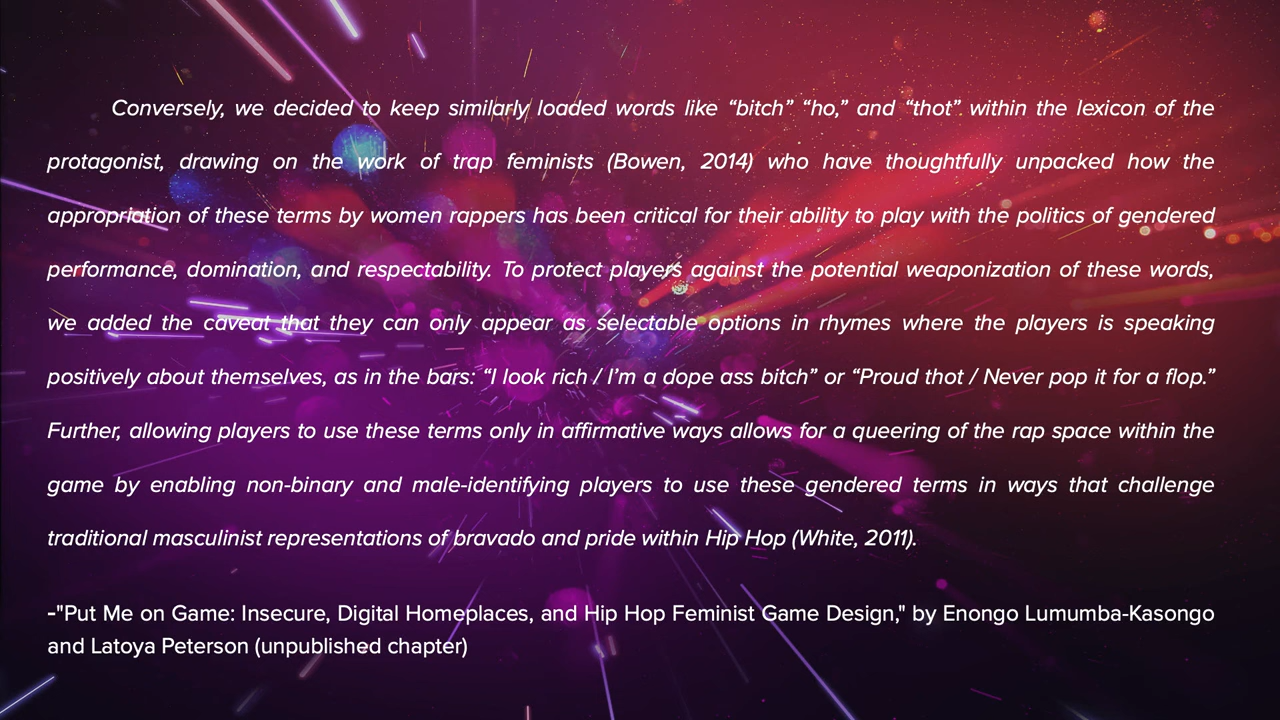 Conversely, we decided to keep similarly loaded words like “bitch” “ho,” and “thot” within the lexicon of the
protagonist, drawing on the work of trap feminists (Bowen, 2014) who have thoughtfully unpacked how the
appropriation of these terms by women rappers has been critical for their ability to play with the politics of gendered
performance, domination, and respectability. To protect players against the potential weaponization of these words,
we added the caveat that they can only appear as selectable options in rhymes where the players is speaking
positively about themselves, as in the bars: “I look rich / I’m a dope ass bitch” or “Proud thot / Never pop it for a flop.”
Further, allowing players to use these terms only in affirmative ways allows for a queering of the rap space within the
game by enabling non-binary and male-identifying players to use these gendered terms in ways that challenge
traditional masculinist representations of bravado and pride within Hip Hop (White, 2011).
-"Put Me on Game: Insecure, Digital Homeplaces, and Hip Hop Feminist Game Design," by Enongo Lumumba-Kasongo
and Latoya Peterson (unpublished chapter)